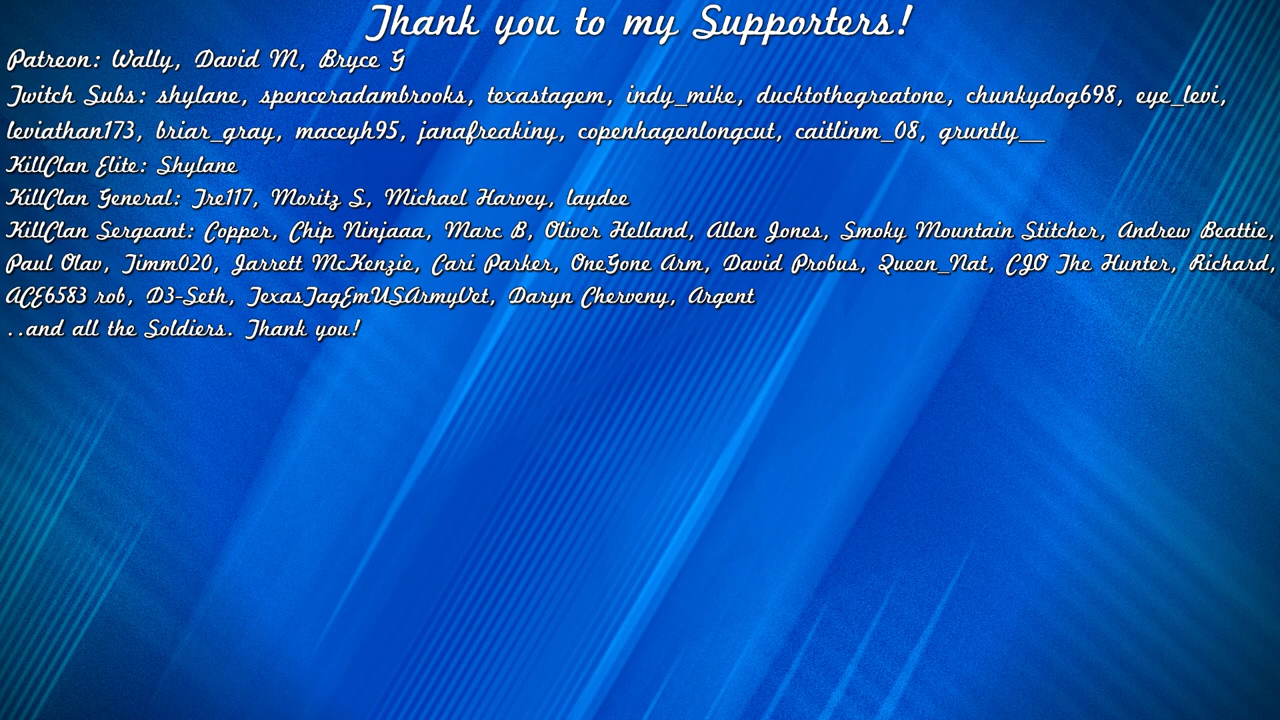 Thank you to my Supporters!
Patreon: Wally, David M, Bryce G
Twitch Subs: shylane, spenceradambrooks, texastagem, indy_mike, ducktothegreatone, chunkydog698, eye_levi,
leviathan173, briar_gray, maceyh95, janafreakiny, copenhagenlongcut, caitlinm_08, gruntly__
KillClan Elite: Shylane
KillClan General: Tre117, Moritz S, Michael Harvey, laydee
KillClan Sergeant: Copper, Chip Ninjaaa, Marc B, Oliver Helland, Allen Jones, Smoky Mountain Stitcher, Andrew Beattie,
Paul Olav, Timm020, Jarrett McKenzie, Cari Parker, OneGone Arm, David Probus, Queen_Nat, CJO The Hunter, Richard,
ACE6583 rob, D3-Seth, TexasTagEmUSArmyVet, Daryn Cherveny, Argent
..and all the Soldiers. Thank you!